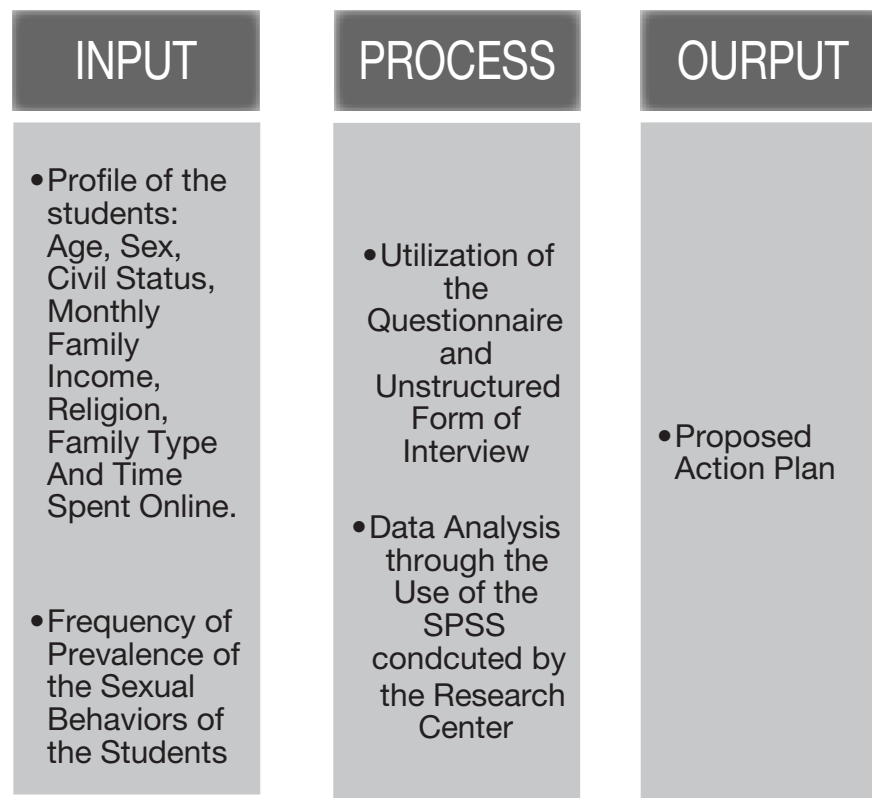 INPUT
•Profile of the
students:
Age, Sex,
Civil Status,
Monthly
Family
Income,
Religion,
Family Type
And Time
Spent Online.
•Frequency of
Prevalence of
the Sexual
Behaviors of
the Students
PROCESS
•Utilization of
the
Questionnaire
and
Unstructured
Form of
Interview
•Data Analysis
through the
Use of the
SPSS
condcuted by
the Research
Center
OURPUT
•Proposed
Action Plan